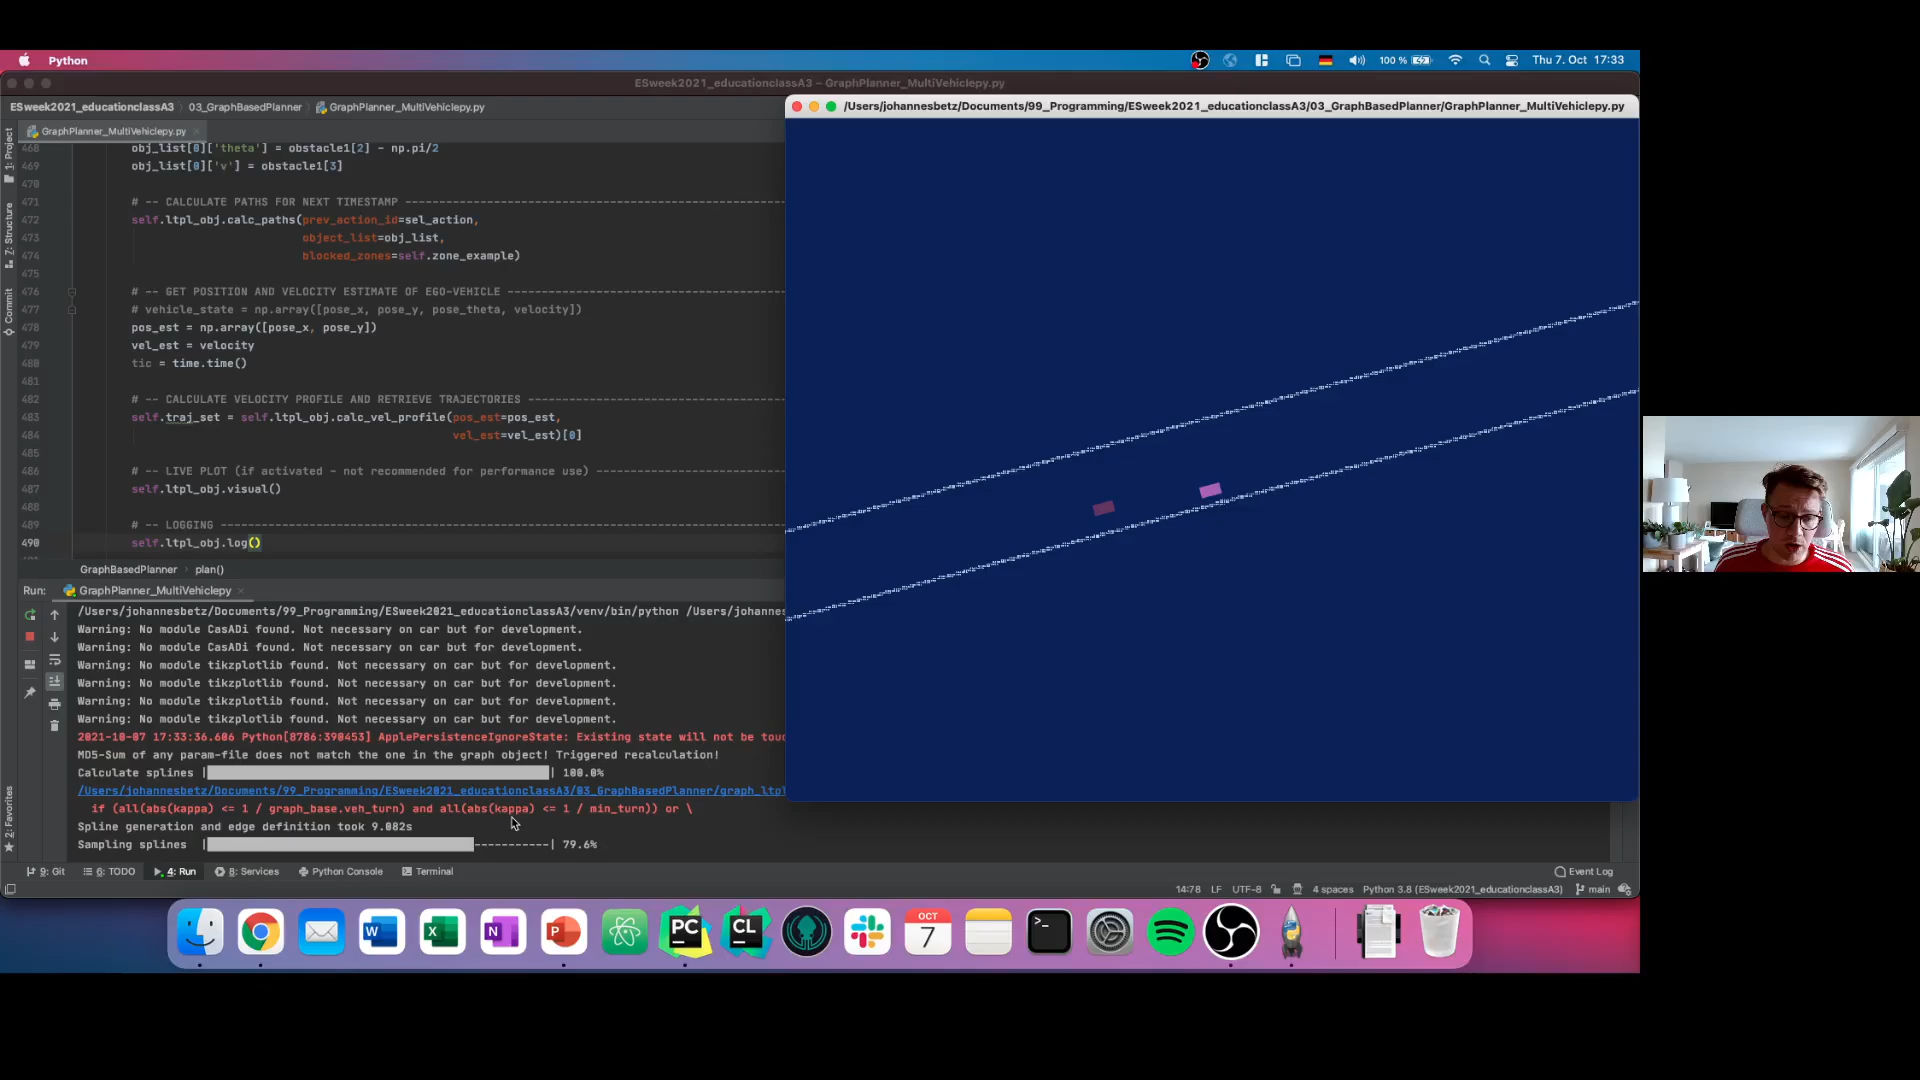 Python
100 %
Thu 7. Oct 17:33
ESweek2021_educationclassA3 – GraphPlanner_MultiVehiclepy.py
ESweek2021_educationclassA3
03_GraphBasedPlanner
GraphPlanner_MultiVehiclepy.py
/Users/johannesbetz/Documents/99_Programming/ESweek2021_educationclassA3/03_GraphBasedPlanner/GraphPlanner_MultiVehiclepy.py
GraphPlanner_MultiVehiclepy.py
1: Project
Z: Structure
Commit
2: Favorites
468 obj_list[0]['theta'] = obstacle1[2] - np.pi/2
469 obj_list[0]['v'] = obstacle1[3]
470
471 # -- CALCULATE PATHS FOR NEXT TIMESTAMP
472 self.ltpl_obj.calc_paths(prev_action_id=sel_action,
473 object_list=obj_list,
474 blocked_zones=self.zone_example)
475
476 # -- GET POSITION AND VELOCITY ESTIMATE OF EGO-VEHICLE
477 # vehicle_state = np.array([pose_x, pose_y, pose_theta, velocity])
478 pos_est = np.array([pose_x, pose_y])
479 vel_est = velocity
480 tic = time.time()
481
482 # -- CALCULATE VELOCITY PROFILE AND RETRIEVE TRAJECTORIES
483 self.traj_set = self.ltpl_obj.calc_vel_profile(pos_est=pos_est,
484 vel_est=vel_est)[0]
485
486 # -- LIVE PLOT (if activated - not recommended for performance use)
487 self.ltpl_obj.visual()
488
489 # -- LOGGING
490 self.ltpl_obj.log()
GraphBasedPlanner
plan()
Run:
GraphPlanner_MultiVehiclepy
/Users/johannesbetz/Documents/99_Programming/ESweek2021_educationclassA3/venv/bin/python /Users/johannes
Warning: No module CasADi found. Not necessary on car but for development.
Warning: No module CasADi found. Not necessary on car but for development.
Warning: No module tikzplotlib found. Not necessary on car but for development.
Warning: No module tikzplotlib found. Not necessary on car but for development.
Warning: No module tikzplotlib found. Not necessary on car but for development.
Warning: No module tikzplotlib found. Not necessary on car but for development.
2021-10-07 17:33:36.606 Python[8786:390453] ApplePersistenceIgnoreState: Existing state will not be touc
MD5-Sum of any param-file does not match the one in the graph object! Triggered recalculation!
Calculate splines | | 100.0%
/Users/johannesbetz/Documents/99_Programming/ESweek2021_educationclassA3/03_GraphBasedPlanner/graph_ltpl
if (all(abs(kappa) <= 1 / graph_base.veh_turn) and all(abs(kappa) <= 1 / min_turn)) or \
Spline generation and edge definition took 9.082s
Sampling splines | -----------| 79.6%
9: Git
6: TODO
4: Run
8: Services
Python Console
Terminal
Event Log
14:78
LF
UTF-8
4 spaces
Python 3.8 (ESweek2021_educationclassA3)
main
W
X
N
P
PC
CL
OCT
7
>_